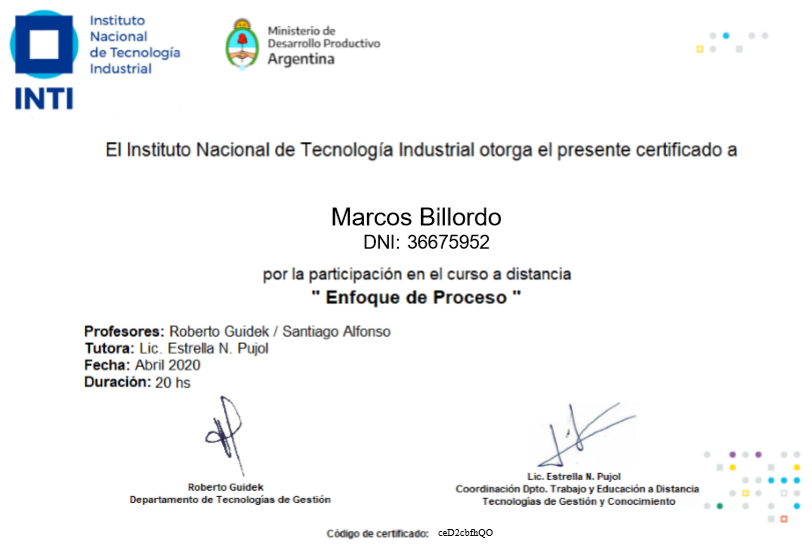 Instituto
Nacional
de Tecnología
Industrial
INTI
Ministerio de
Desarrollo Productivo
Argentina
El Instituto Nacional de Tecnología Industrial otorga el presente certificado a
Marcos Billordo
DNI: 36675952
por la participación en el curso a distancia
" Enfoque de Proceso "
Profesores: Roberto Guidek / Santiago Alfonso
Tutora: Lic. Estrella N. Pujol
Fecha: Abril 2020
Duración: 20 hs
Roberto Guidek
Departamento de Tecnologías de Gestión
Lic. Estrella N. Pujol
Coordinación Dpto. Trabajo y Educación a Distancia
Tecnologías de Gestión y Conocimiento
Código de certificado: ceD2cbfhQO